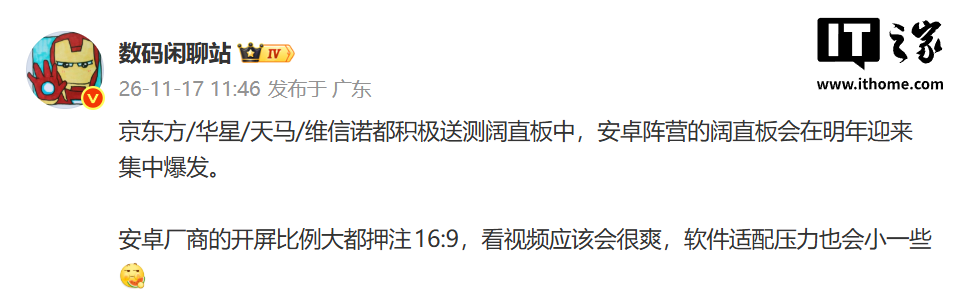 IT之家
www.ithome.com
数码闲聊站 IV
26-11-17 11:46 发布于 广东
京东方/华星/天马/维信诺都积极送测阔直板中，安卓阵营的阔直板会在明年迎来
集中爆发。
安卓厂商的开屏比例大都押注16:9，看视频应该会很爽，软件适配压力也会小一些